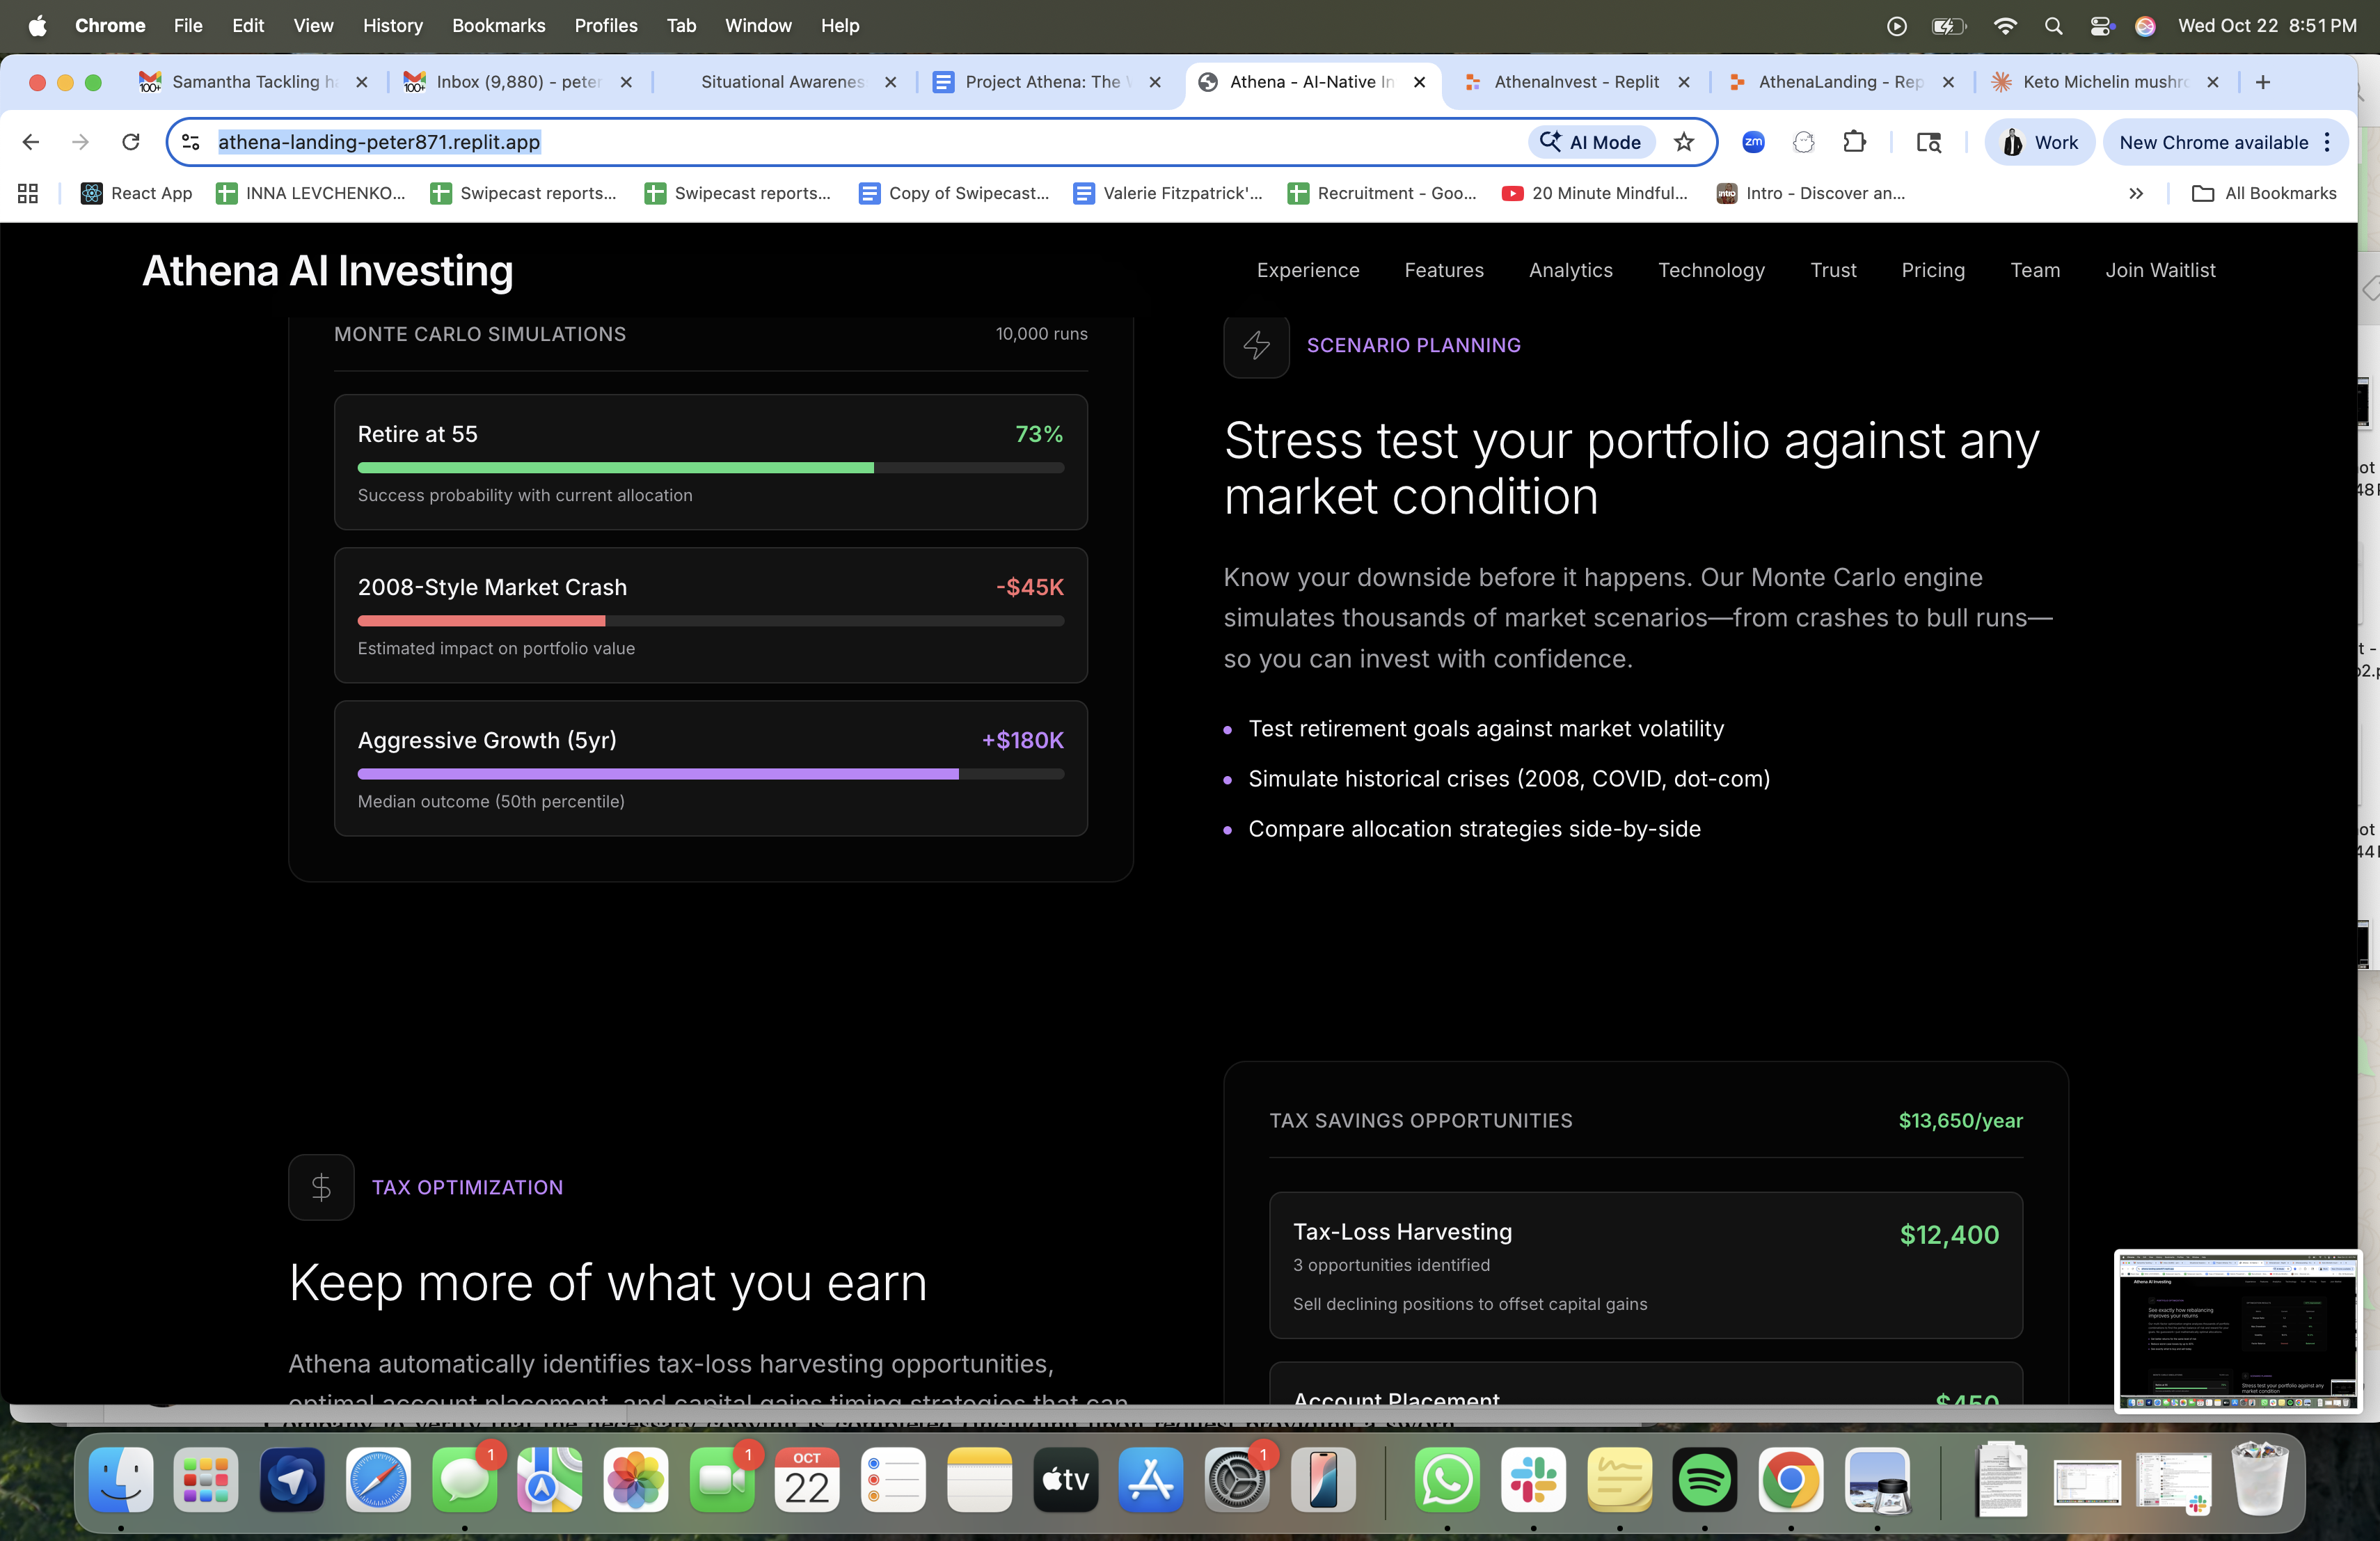 Chrome File Edit View History Bookmarks Profiles Tab Window Help Wed Oct 22 8:51 PM
Samantha Tackling ha Inbox (9,880) - peter Situational Awarenes Project Athena: The Athena - AI-Native In AthenaInvest - Replit AthenaLanding - Rep Keto Michelin mushr
athena-landing-peter871.replit.app AI Mode zm Work New Chrome available
React App INNA LEVCHENKO... Swipecast reports... Swipecast reports... Copy of Swipecast... Valerie Fitzpatrick'... Recruitment - Goo... 20 Minute Mindful... Intro - Discover an... All Bookmarks
Athena AI Investing
Experience Features Analytics Technology Trust Pricing Team Join Waitlist
MONTE CARLO SIMULATIONS 10,000 runs
Retire at 55 73%
Success probability with current allocation
2008-Style Market Crash -$45K
Estimated impact on portfolio value
Aggressive Growth (5yr) +$180K
Median outcome (50th percentile)
SCENARIO PLANNING
Stress test your portfolio against any
market condition
Know your downside before it happens. Our Monte Carlo engine
simulates thousands of market scenarios—from crashes to bull runs—
so you can invest with confidence.
Test retirement goals against market volatility
Simulate historical crises (2008, COVID, dot-com)
Compare allocation strategies side-by-side
TAX OPTIMIZATION
Keep more of what you earn
Athena automatically identifies tax-loss harvesting opportunities,
optimal account placement, and capital gains timing strategies that can
TAX SAVINGS OPPORTUNITIES $13,650/year
Tax-Loss Harvesting $12,400
3 opportunities identified
Sell declining positions to offset capital gains
Account Placement $450
1 1 OCT 22 tv 1